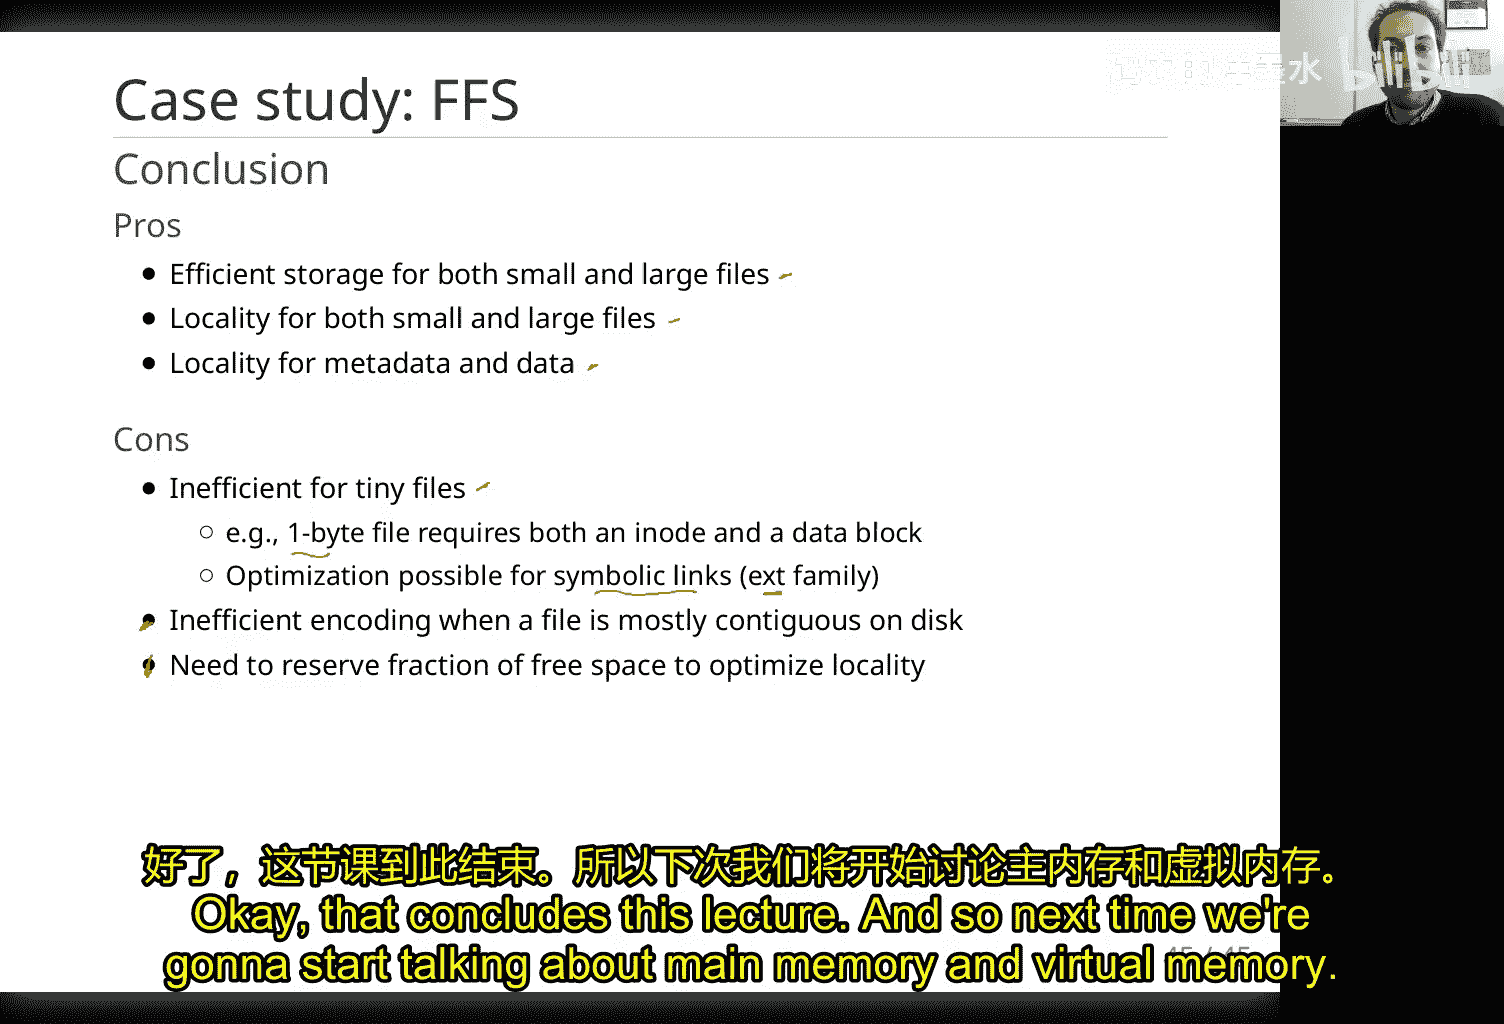 Case study: FFS
Conclusion
Pros
● Efficient storage for both small and large files
● Locality for both small and large files
● Locality for metadata and data
Cons
● Inefficient for tiny files
○ e.g., 1-byte file requires both an inode and a data block
○ Optimization possible for symbolic links (ext family)
● Inefficient encoding when a file is mostly contiguous on disk
● Need to reserve fraction of free space to optimize locality
好了，这节课到此结束。所以下次我们将开始讨论主内存和虚拟内存。
Okay, that concludes this lecture. And so next time we're
gonna start talking about main memory and virtual memory.
45 / 45
bilibili